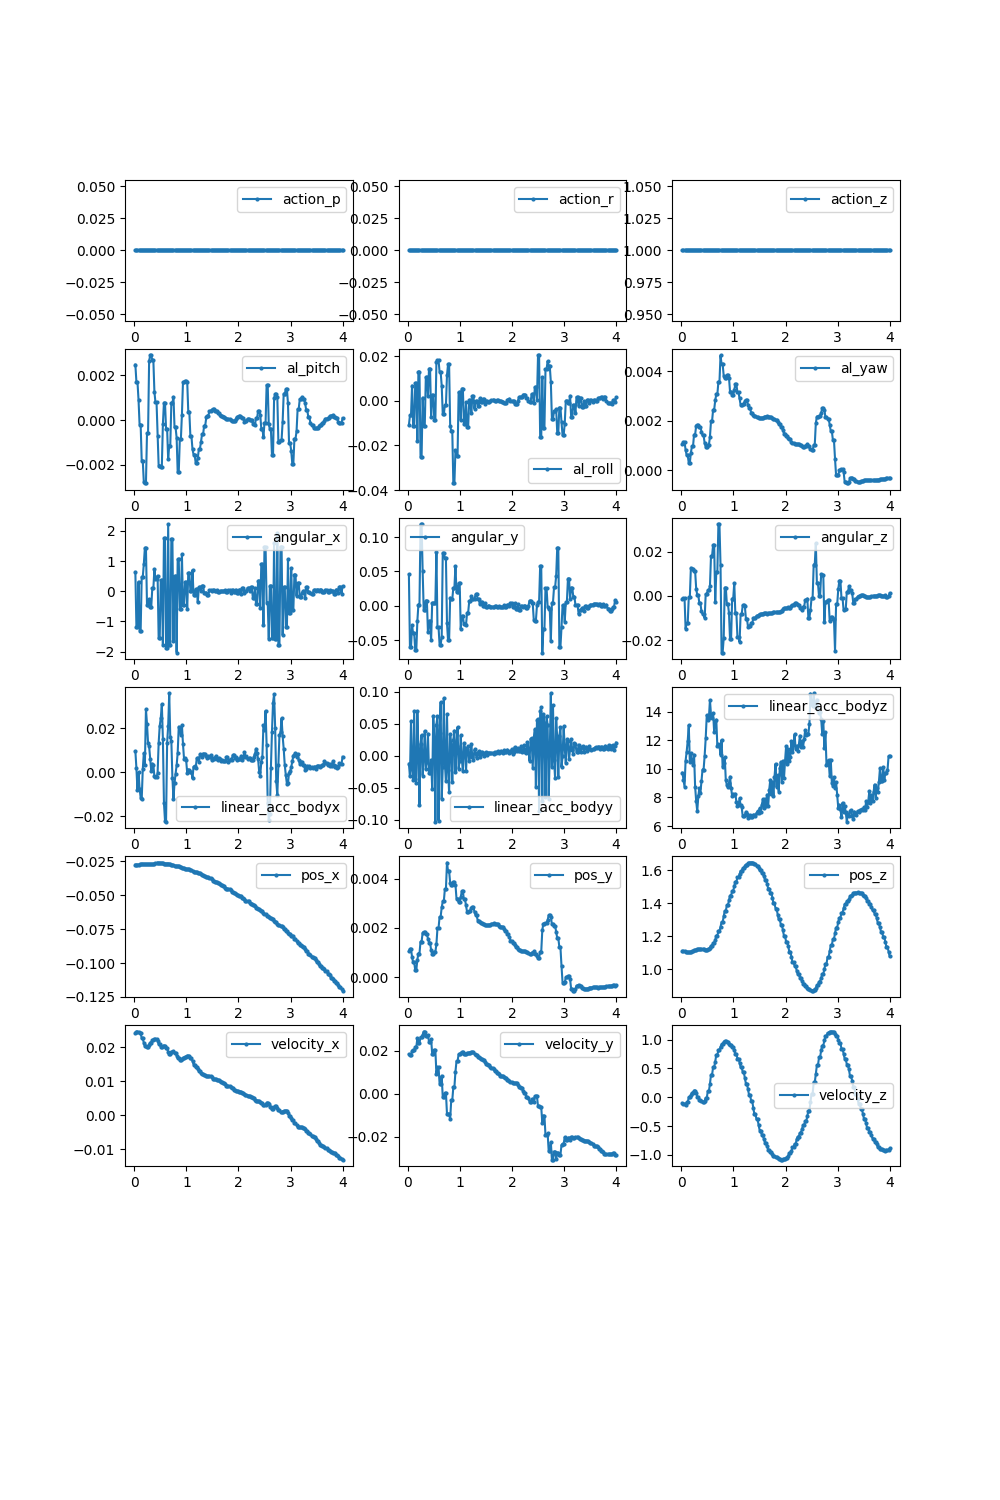 0.050 0.025 0.000 −0.025 −0.050 action_p 0 1 2 3 4
0.050 0.025 0.000 −0.025 −0.050 action_r 0 1 2 3 4
1.050 1.025 1.000 0.975 0.950 action_z 0 1 2 3 4
0.002 0.000 −0.002 al_pitch 0 1 2 3 4
0.02 0.00 −0.02 −0.04 al_roll 0 1 2 3 4
0.004 0.002 0.000 al_yaw 0 1 2 3 4
2 1 0 −1 −2 angular_x 0 1 2 3 4
0.10 0.05 0.00 −0.05 angular_y 0 1 2 3 4
0.02 0.00 −0.02 angular_z 0 1 2 3 4
0.02 0.00 −0.02 linear_acc_bodyx 0 1 2 3 4
0.10 0.05 0.00 −0.05 −0.10 linear_acc_bodyy 0 1 2 3 4
14 12 10 8 6 linear_acc_bodyz 0 1 2 3 4
−0.025 −0.050 −0.075 −0.100 −0.125 pos_x 0 1 2 3 4
0.004 0.002 0.000 pos_y 0 1 2 3 4
1.6 1.4 1.2 1.0 pos_z 0 1 2 3 4
0.02 0.01 0.00 −0.01 velocity_x 0 1 2 3 4
0.02 0.00 −0.02 velocity_y 0 1 2 3 4
1.0 0.5 0.0 −0.5 −1.0 velocity_z 0 1 2 3 4